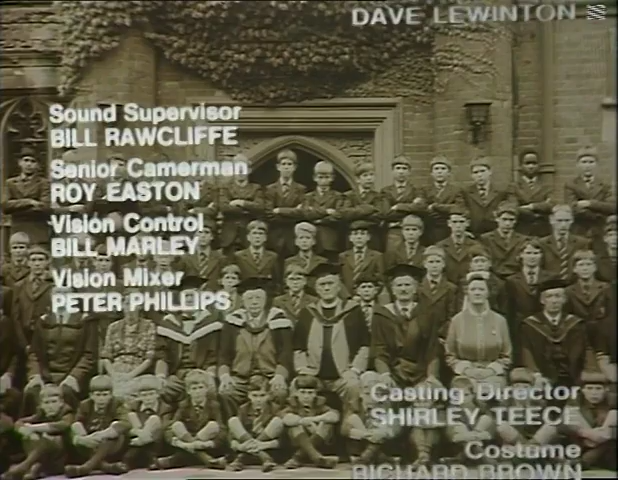 DAVE LEWINTON
Sound Supervisor
BILL RAWCLIFFE
Senior Camerman
ROY EASTON
Vision Control
BILL MARLEY
Vision Mixer
PETER PHILLIPS
Casting Director
SHIRLEY TEECE
Costume
RICHARD BROWN